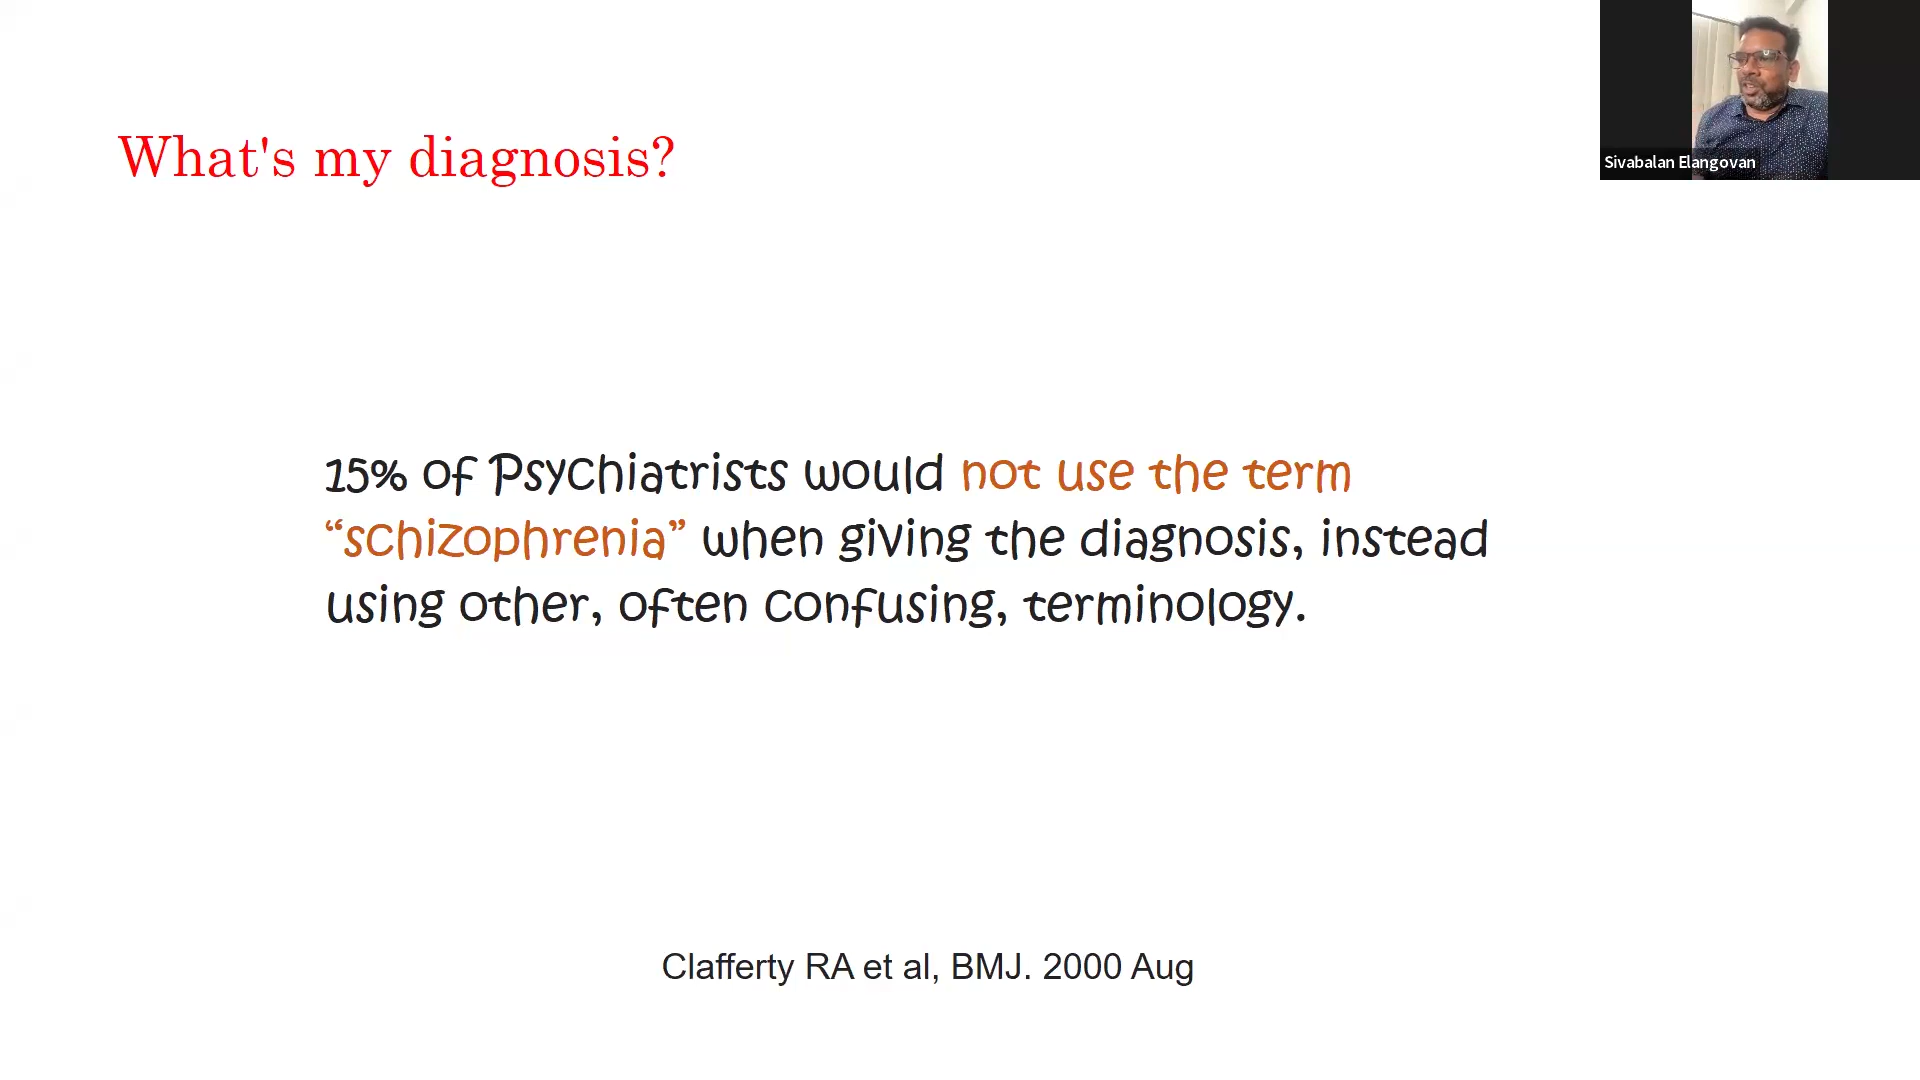 What's my diagnosis?
Sivabalan Elangovan
15% of Psychiatrists would not use the term
“schizophrenia” when giving the diagnosis, instead
using other, often confusing, terminology.
Clafferty RA et al, BMJ. 2000 Aug